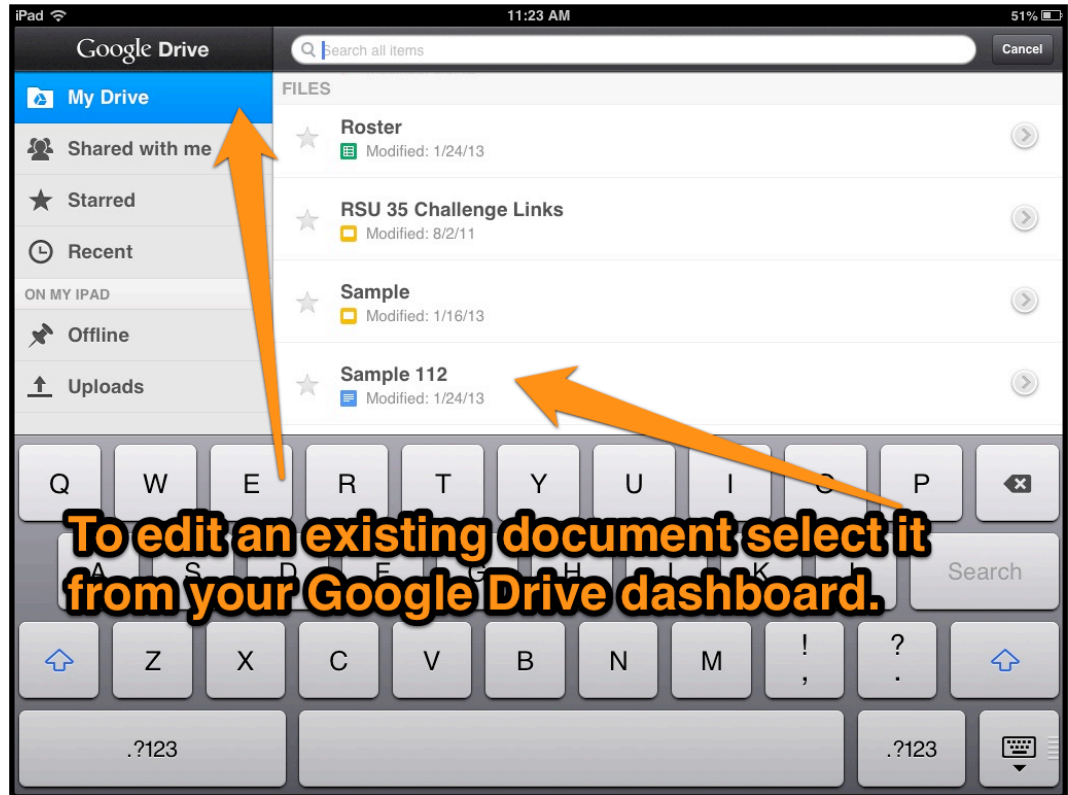 iPad 11:23 AM 51%
Google Drive Search all items Cancel
My Drive
Shared with me
Starred
Recent
ON MY IPAD
Offline
Uploads
FILES
Roster
Modified: 1/24/13
RSU 35 Challenge Links
Modified: 8/2/11
Sample
Modified: 1/16/13
Sample 112
Modified: 1/24/13
Q W E R T Y U I O P
To edit an existing document select it
from your Google Drive dashboard.
A S D F G H J K L Search
Z X C V B N M ! , ? .
.?123 .?123